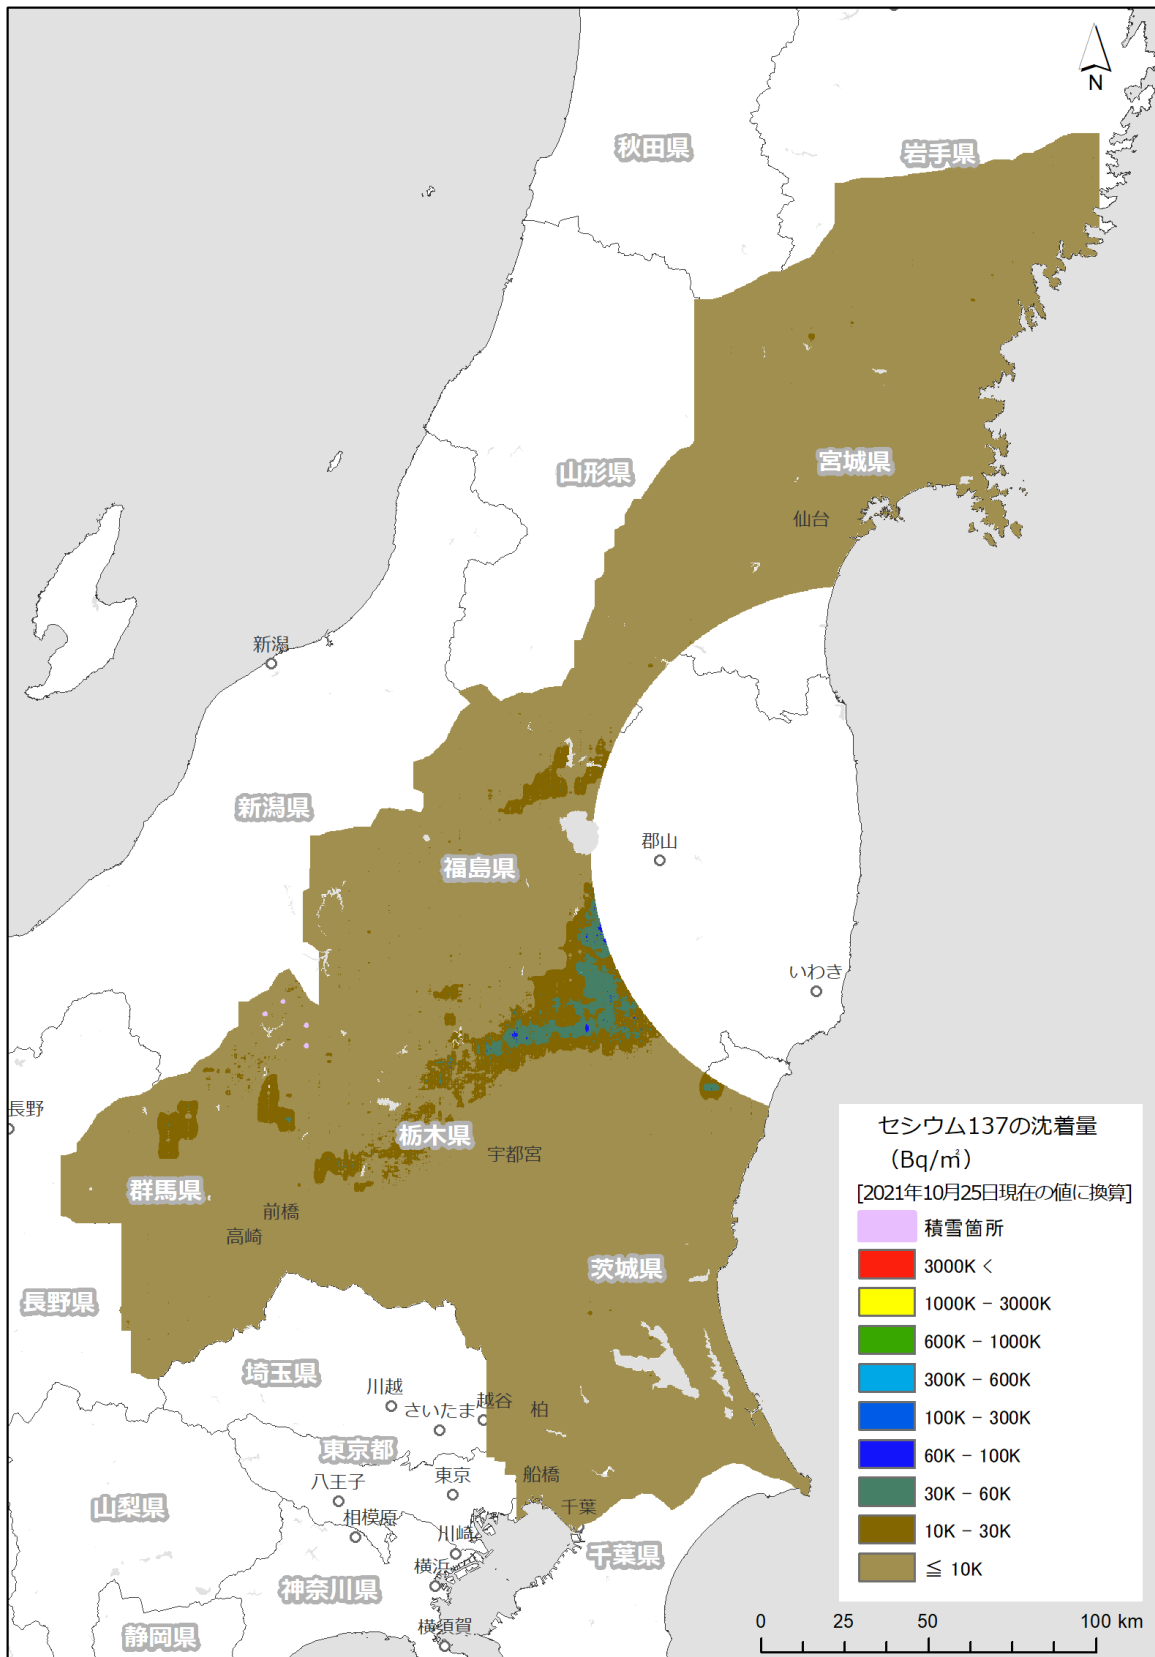 N
秋田県
岩手県
山形県
宮城県
仙台
新潟
新潟県
福島県
郡山
いわき
長野
栃木県
宇都宮
群馬県
前橋
高崎
茨城県
長野県
埼玉県
川越
さいたま
越谷
柏
東京都
八王子
東京
船橋
山梨県
相模原
千葉
川崎
千葉県
横浜
神奈川県
静岡県
横須賀
セシウム137の沈着量
（Bq/㎡）
[2021年10月25日現在の値に換算]
積雪箇所
3000K <
1000K - 3000K
600K - 1000K
300K - 600K
100K - 300K
60K - 100K
30K - 60K
10K - 30K
≦ 10K
0 25 50 100 km